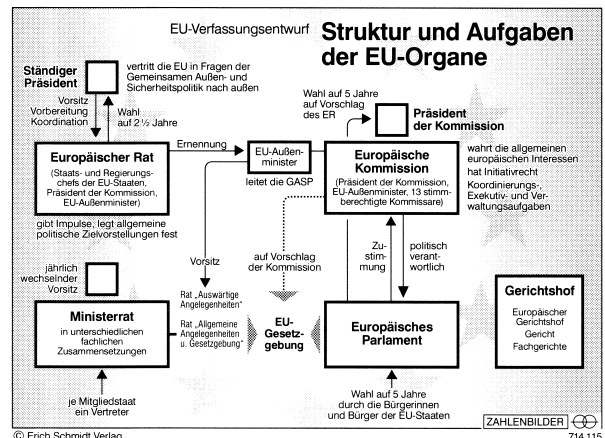 EU-Verfassungsentwurf
Struktur und Aufgaben
der EU-Organe
Ständiger
Präsident
vertritt die EU in Fragen der
Gemeinsamen Außen- und
Sicherheitspolitik nach außen
Vorsitz
Vorbereitung
Koordination
Wahl
auf 2 ½ Jahre
Wahl auf 5 Jahre
auf Vorschlag
des ER
Präsident
der Kommission
Europäischer Rat
(Staats- und Regierungs-
chefs der EU-Staaten,
Präsident der Kommission,
EU-Außenminister)
gibt Impulse, legt allgemeine
politische Zielvorstellungen fest
Ernennung
EU-Außen-
minister
leitet die GASP
Europäische
Kommission
(Präsident der Kommission,
EU-Außenminister, 13 stimm-
berechtigte Kommissare)
wahrt die allgemeinen
europäischen Interessen
hat Initiativrecht
Koordinierungs-,
Exekutiv- und Ver-
waltungsaufgaben
jährlich
wechselnder
Vorsitz
Vorsitz
auf Vorschlag
der Kommission
Zu-
stim-
mung
politisch
verant-
wortlich
Ministerrat
in unterschiedlichen
fachlichen
Zusammensetzungen
Rat „Auswärtige
Angelegenheiten"
Rat „Allgemeine
Angelegenheiten
u. Gesetzgebung"
EU-
Gesetz-
gebung
Europäisches
Parlament
Gerichtshof
Europäischer
Gerichtshof
Gericht
Fachgerichte
je Mitgliedstaat
ein Vertreter
Wahl auf 5 Jahre
durch die Bürgerinnen
und Bürger der EU-Staaten
ZAHLENBILDER
© Erich Schmidt Verlag
714 115